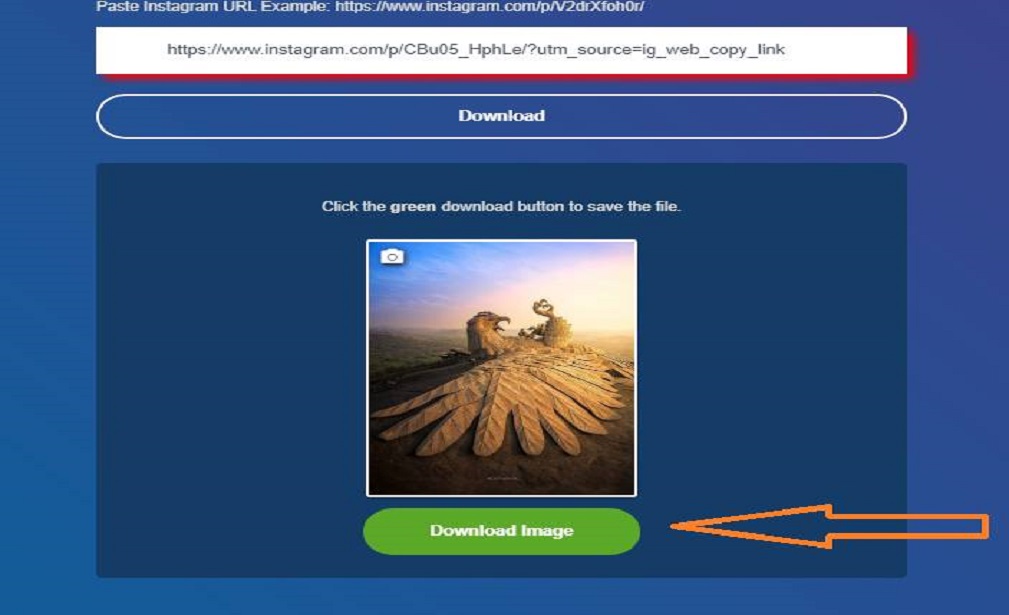 Paste Instagram URL Example: https://www.instagram.com/p/V2drXfoh0r/
https://www.instagram.com/p/CBu05_HphLe/?utm_source=ig_web_copy_link
Download
Click the green download button to save the file.
Download Image